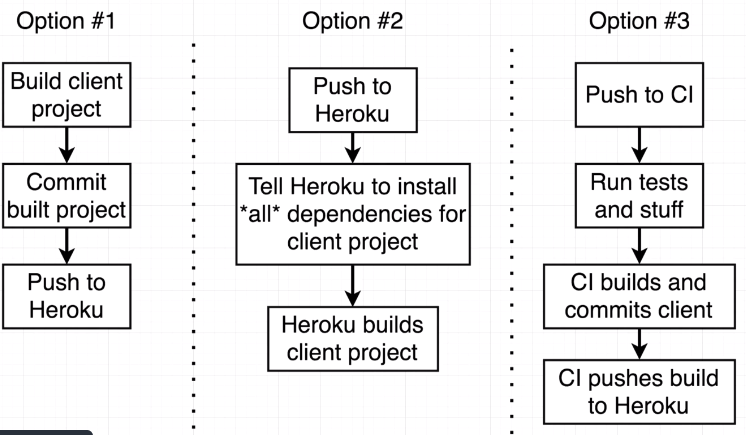 Option #1
Build client
project
Commit
built project
Push to
Heroku
Option #2
Push to
Heroku
Tell Heroku to install
*all* dependencies for
client project
Heroku builds
client project
Option #3
Push to CI
Run tests
and stuff
CI builds and
commits client
CI pushes build
to Heroku